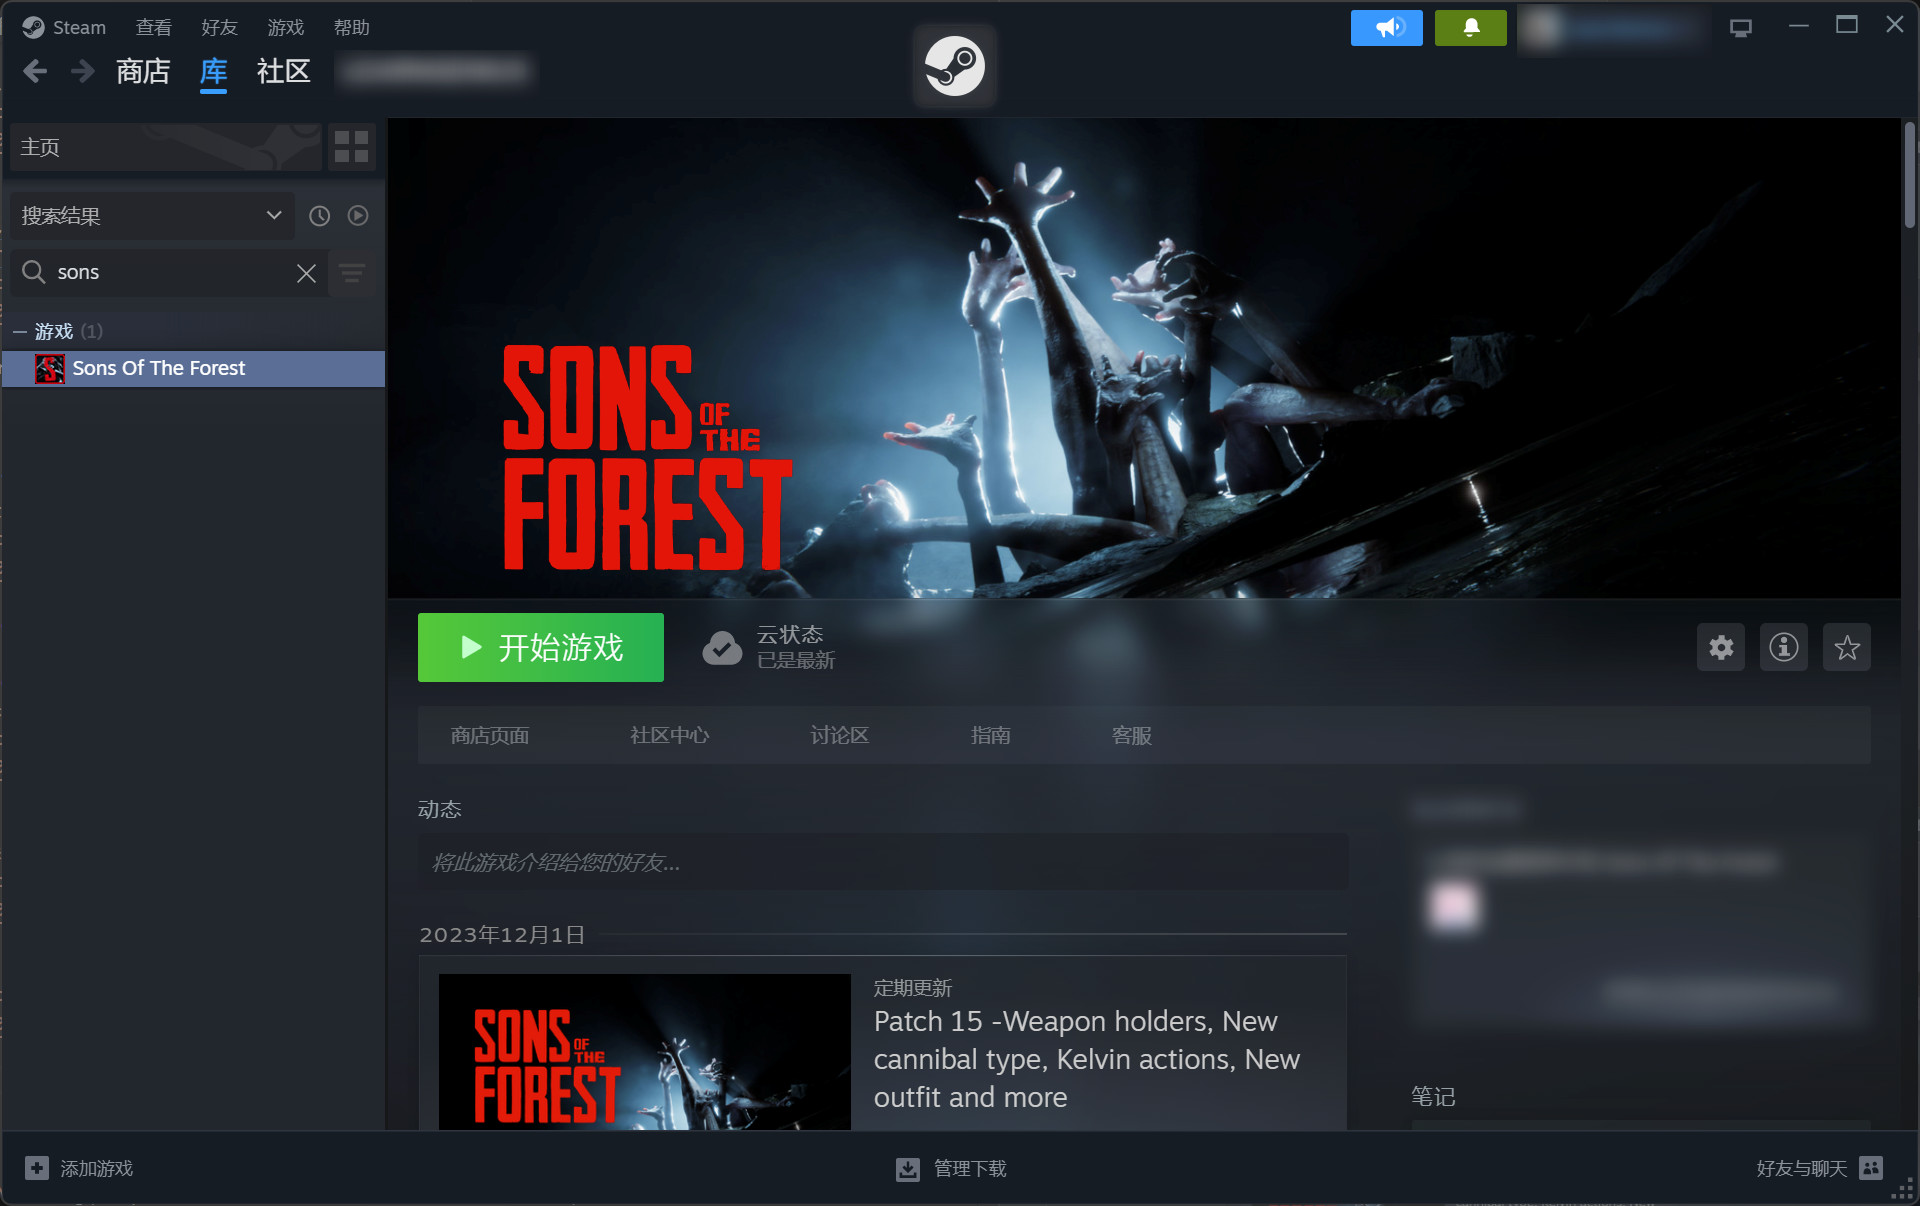 Steam 查看 好友 游戏 帮助
商店 库 社区
主页
搜索结果
sons
游戏 (1)
Sons Of The Forest
SONS OF THE FOREST
开始游戏
云状态
已是最新
商店页面 社区中心 讨论区 指南 客服
动态
将此游戏介绍给您的好友...
2023年12月1日
SONS OF THE FOREST
定期更新
Patch 15 -Weapon holders, New
cannibal type, Kelvin actions, New
outfit and more
笔记
添加游戏
管理下载
好友与聊天